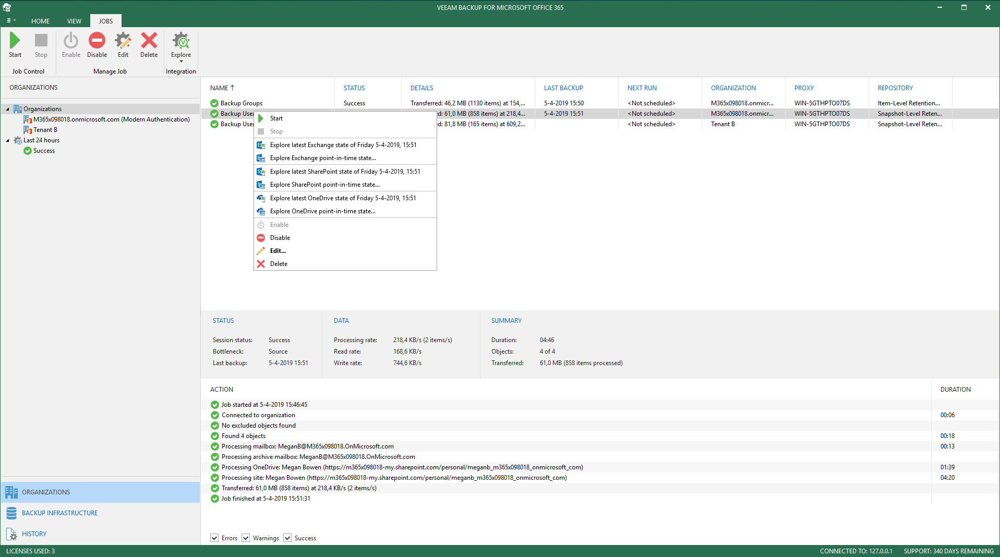 VEEAM BACKUP FOR MICROSOFT OFFICE 365
HOME VIEW JOBS
Start Stop Enable Disable Edit Delete Explore
Job Control Manage Job Integration
ORGANIZATIONS
Organizations
M365x098018.onmicrosoft.com (Modern Authentication)
Tenant B
Last 24 hours
Success
NAME STATUS DETAILS LAST BACKUP NEXT RUN ORGANIZATION PROXY REPOSITORY
Backup Groups Success Transferred: 46,2 MB (1130 items) at 154,... 5-4-2019 15:50 <Not scheduled> M365x098018.onmicr... WIN-5GTHPTO07DS Item-Level Retention...
Backup User ed: 61,0 MB (858 items) at 218,4... 5-4-2019 15:51 <Not scheduled> M365x098018.onmicr... WIN-5GTHPTO07DS Snapshot-Level Reten...
Backup User ed: 81,8 MB (165 items) at 609,2... <Not scheduled> Tenant B WIN-5GTHPTO07DS Snapshot-Level Reten...
Start
Stop
Explore latest Exchange state of Friday 5-4-2019, 15:51
Explore Exchange point-in-time state...
Explore latest SharePoint state of Friday 5-4-2019, 15:51
Explore SharePoint point-in-time state...
Explore latest OneDrive state of Friday 5-4-2019, 15:51
Explore OneDrive point-in-time state...
Enable
Disable
Edit...
Delete
STATUS DATA SUMMARY
Session status: Success Processing rate: 218,4 KB/s (2 items/s) Duration: 04:46
Bottleneck: Source Read rate: 168,6 KB/s Objects: 4 of 4
Last backup: 5-4-2019 15:51 Write rate: 744,6 KB/s Transferred: 61,0 MB (858 items processed)
ACTION DURATION
Job started at 5-4-2019 15:46:45
Connected to organization 00:06
No excluded objects found
Found 4 objects 00:18
Processing mailbox: MeganB@M365x098018.OnMicrosoft.com 00:13
Processing archive mailbox: MeganB@M365x098018.OnMicrosoft.com
Processing OneDrive: Megan Bowen (https://m365x098018-my.sharepoint.com/personal/meganb_m365x098018_onmicrosoft_com) 01:39
Processing site: Megan Bowen (https://m365x098018-my.sharepoint.com/personal/meganb_m365x098018_onmicrosoft_com) 04:20
Transferred: 61,0 MB (858 items) at 218,4 KB/s (2 items/s)
Job finished at 5-4-2019 15:51:31
Errors Warnings Success
ORGANIZATIONS
BACKUP INFRASTRUCTURE
HISTORY
LICENSES USED: 3 CONNECTED TO: 127.0.0.1 SUPPORT: 340 DAYS REMAINING